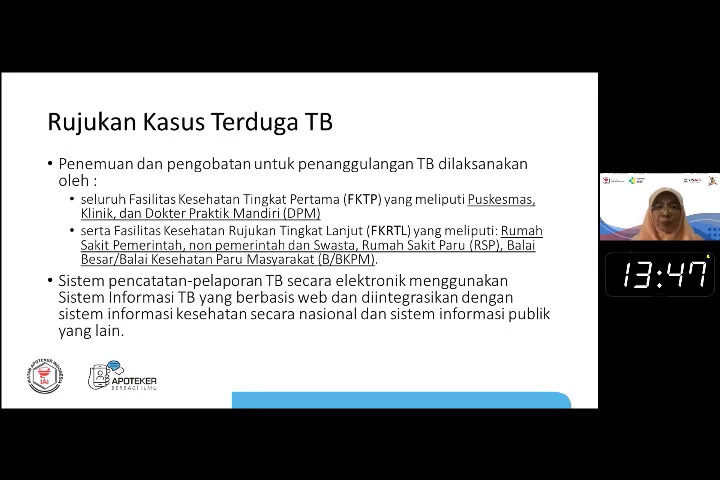 Rujukan Kasus Terduga TB
• Penemuan dan pengobatan untuk penanggulangan TB dilaksanakan
oleh :
• seluruh Fasilitas Kesehatan Tingkat Pertama (FKTP) yang meliputi Puskesmas,
Klinik, dan Dokter Praktik Mandiri (DPM)
• serta Fasilitas Kesehatan Rujukan Tingkat Lanjut (FKRTL) yang meliputi: Rumah
Sakit Pemerintah, non pemerintah dan Swasta, Rumah Sakit Paru (RSP), Balai
Besar/Balai Kesehatan Paru Masyarakat (B/BKPM).
• Sistem pencatatan-pelaporan TB secara elektronik menggunakan
Sistem Informasi TB yang berbasis web dan diintegrasikan dengan
sistem informasi kesehatan secara nasional dan sistem informasi publik
yang lain.
IKATAN APOTEKER INDONESIA
IAI
APOTEKER
BERBAGI ILMU
13:47